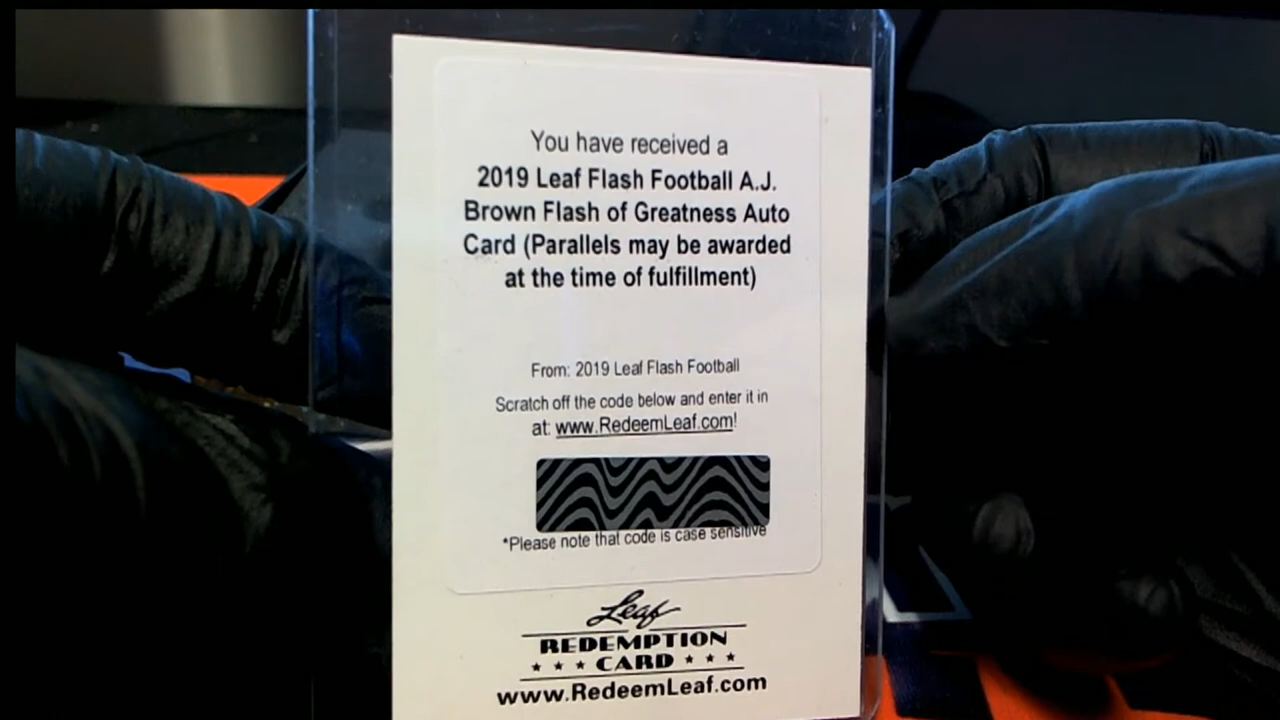 You have received a
2019 Leaf Flash Football A.J.
Brown Flash of Greatness Auto
Card (Parallels may be awarded
at the time of fulfillment)
From: 2019 Leaf Flash Football
Scratch off the code below and enter it in
at: www.RedeemLeaf.com!
*Please note that code is case sensitive
Leaf
REDEMPTION
★ ★ ★ CARD ★ ★ ★
www.RedeemLeaf.com